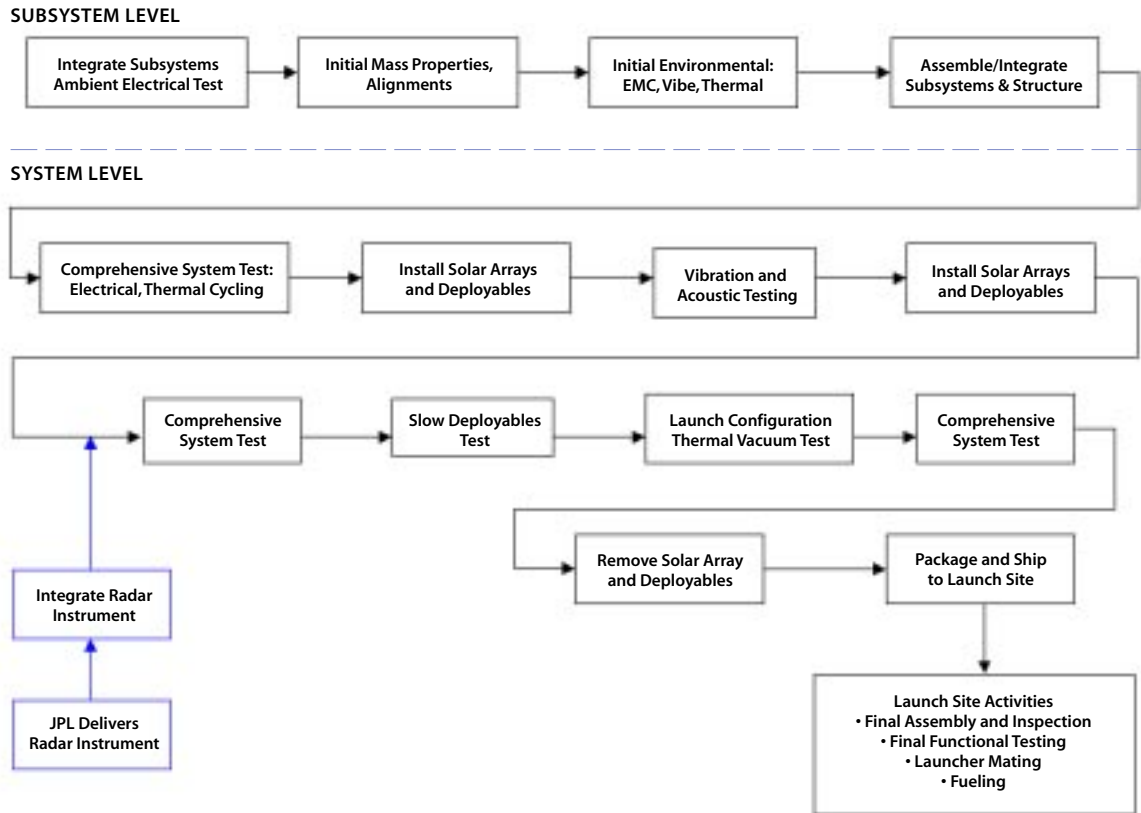 SUBSYSTEM LEVEL
Integrate Subsystems
Ambient Electrical Test
Initial Mass Properties,
Alignments
Initial Environmental:
EMC, Vibe, Thermal
Assemble/Integrate
Subsystems & Structure
SYSTEM LEVEL
Comprehensive System Test:
Electrical, Thermal Cycling
Install Solar Arrays
and Deployables
Vibration and
Acoustic Testing
Install Solar Arrays
and Deployables
Comprehensive
System Test
Slow Deployables
Test
Launch Configuration
Thermal Vacuum Test
Comprehensive
System Test
Integrate Radar
Instrument
JPL Delivers
Radar Instrument
Remove Solar Array
and Deployables
Package and Ship
to Launch Site
Launch Site Activities
• Final Assembly and Inspection
• Final Functional Testing
• Launcher Mating
• Fueling